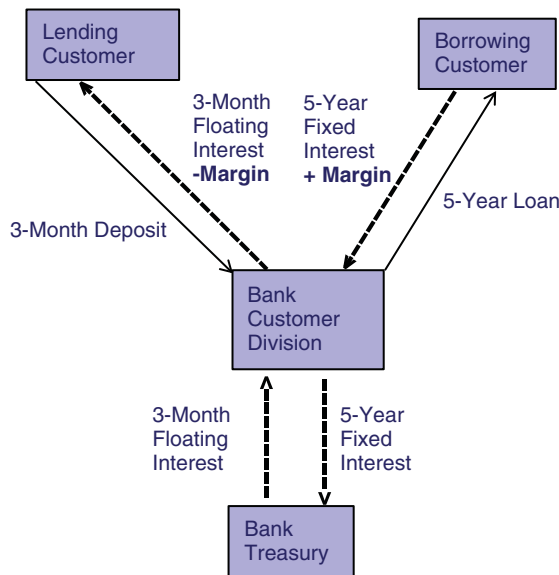 Lending
Customer
Borrowing
Customer
3-Month
Floating
Interest
-Margin
5-Year
Fixed
Interest
+ Margin
3-Month Deposit
5-Year Loan
Bank
Customer
Division
3-Month
Floating
Interest
5-Year
Fixed
Interest
Bank
Treasury